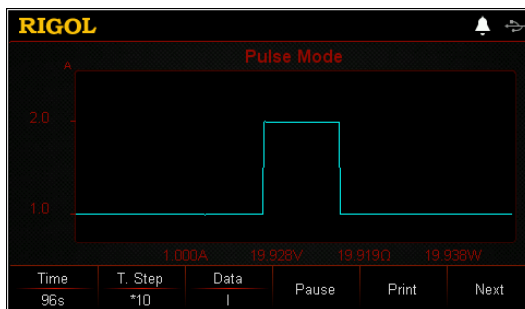 RIGOL
Pulse Mode
A
2.0
1.0
1.000A 19.928V 19.919Ω 19.938W
Time T. Step Data Pause Print Next
96s *10 I